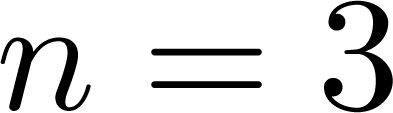 n = 3